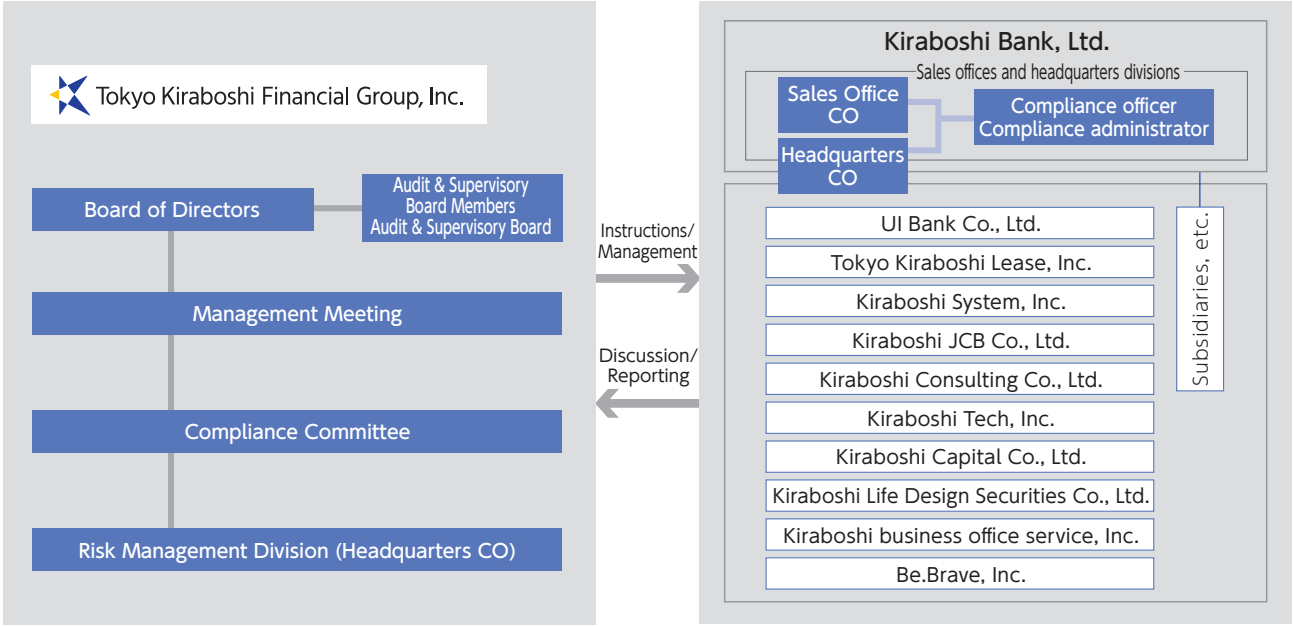 Tokyo Kiraboshi Financial Group, Inc.
Board of Directors
Audit & Supervisory
Board Members
Audit & Supervisory Board
Management Meeting
Compliance Committee
Risk Management Division (Headquarters CO)
Instructions/
Management
Discussion/
Reporting
Kiraboshi Bank, Ltd.
Sales offices and headquarters divisions
Sales Office
CO
Headquarters
CO
Compliance officer
Compliance administrator
UI Bank Co., Ltd.
Tokyo Kiraboshi Lease, Inc.
Kiraboshi System, Inc.
Kiraboshi JCB Co., Ltd.
Kiraboshi Consulting Co., Ltd.
Kiraboshi Tech, Inc.
Kiraboshi Capital Co., Ltd.
Kiraboshi Life Design Securities Co., Ltd.
Kiraboshi business office service, Inc.
Be.Brave, Inc.
Subsidiaries, etc.